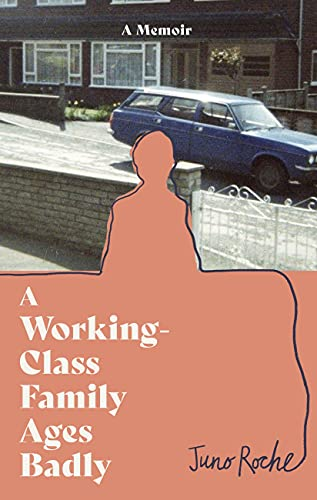 A Memoir
A
Working-
Class
Family
Ages
Badly
Juno Roche